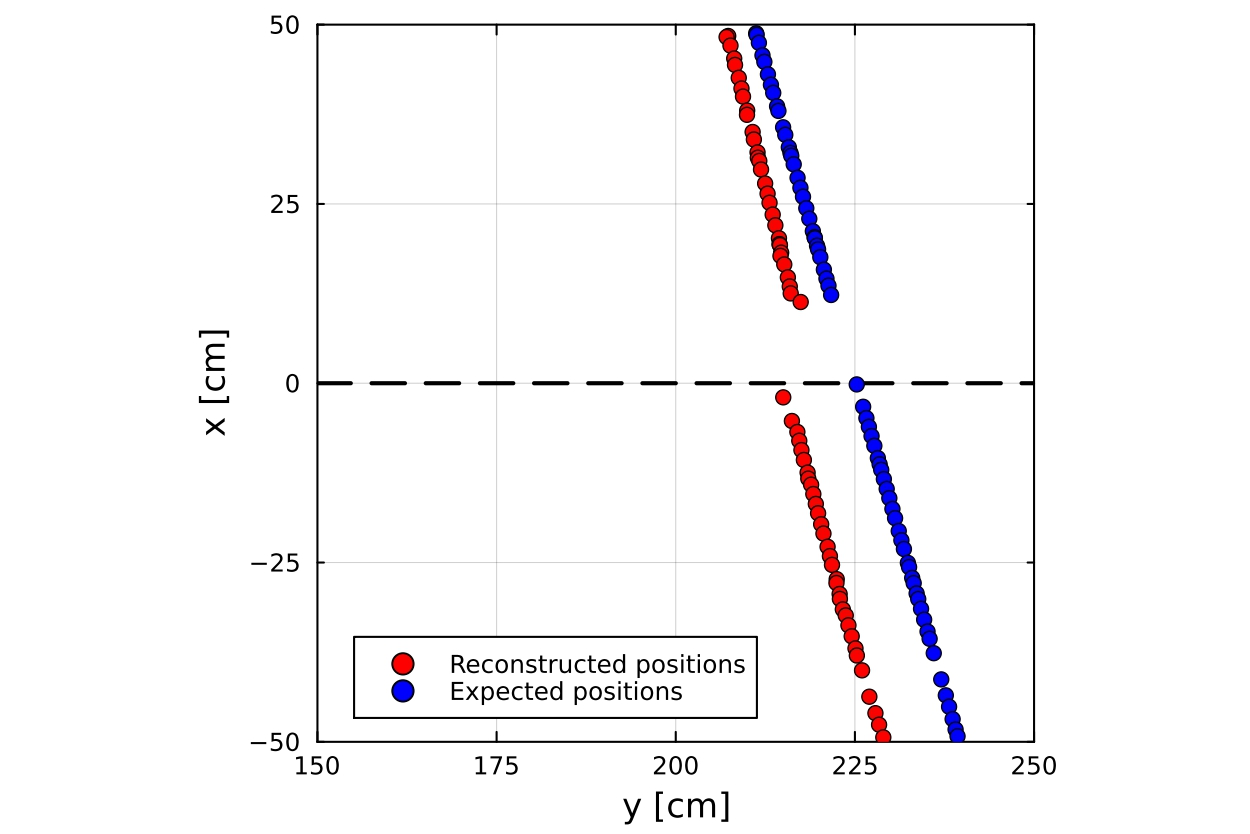 50
25
0
−25
−50
x [cm]
Reconstructed positions
Expected positions
150 175 200 225 250
y [cm]